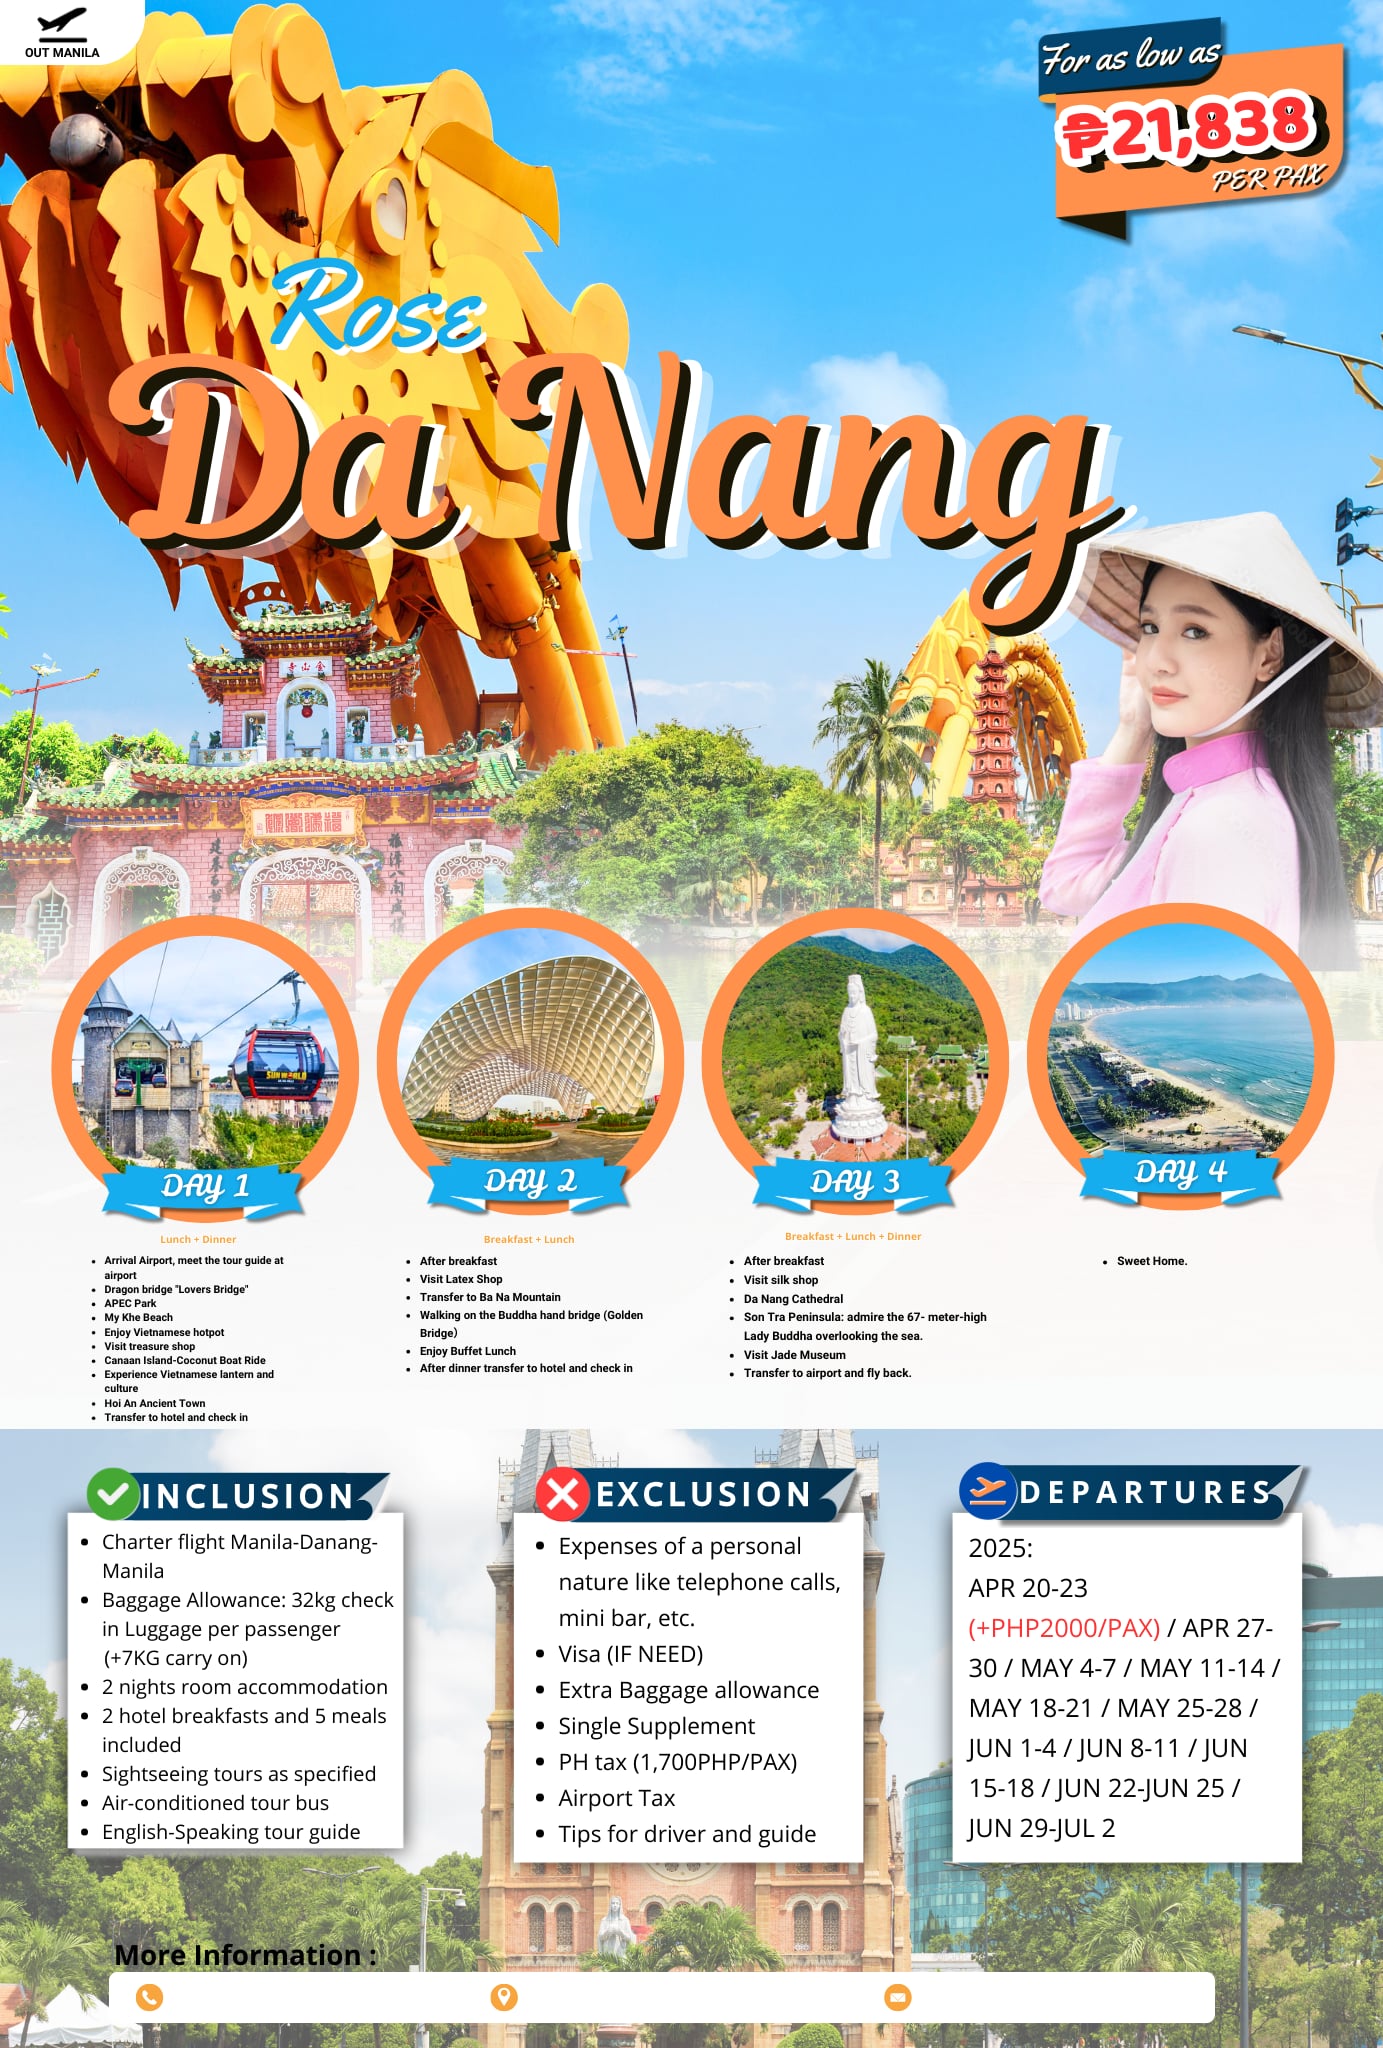 OUT MANILA
For as low as
₱21,838
PER PAX
Rose
Da Nang
金山寺
SUN WORLD
DAY 1
Lunch + Dinner
• Arrival Airport, meet the tour guide at
airport
• Dragon bridge "Lovers Bridge"
• APEC Park
• My Khe Beach
• Enjoy Vietnamese hotpot
• Visit treasure shop
• Canaan Island-Coconut Boat Ride
• Experience Vietnamese lantern and
culture
• Hoi An Ancient Town
• Transfer to hotel and check in
DAY 2
Breakfast + Lunch
• After breakfast
• Visit Latex Shop
• Transfer to Ba Na Mountain
• Walking on the Buddha hand bridge (Golden
Bridge）
• Enjoy Buffet Lunch
• After dinner transfer to hotel and check in
DAY 3
Breakfast + Lunch + Dinner
• After breakfast
• Visit silk shop
• Da Nang Cathedral
• Son Tra Peninsula: admire the 67- meter-high
Lady Buddha overlooking the sea.
• Visit Jade Museum
• Transfer to airport and fly back.
DAY 4
• Sweet Home.
INCLUSION
• Charter flight Manila-Danang-
Manila
• Baggage Allowance: 32kg check
in Luggage per passenger
(+7KG carry on)
• 2 nights room accommodation
• 2 hotel breakfasts and 5 meals
included
• Sightseeing tours as specified
• Air-conditioned tour bus
• English-Speaking tour guide
EXCLUSION
• Expenses of a personal
nature like telephone calls,
mini bar, etc.
• Visa (IF NEED)
• Extra Baggage allowance
• Single Supplement
• PH tax (1,700PHP/PAX)
• Airport Tax
• Tips for driver and guide
DEPARTURES
2025:
APR 20-23
(+PHP2000/PAX) / APR 27-
30 / MAY 4-7 / MAY 11-14 /
MAY 18-21 / MAY 25-28 /
JUN 1-4 / JUN 8-11 / JUN
15-18 / JUN 22-JUN 25 /
JUN 29-JUL 2
More Information :